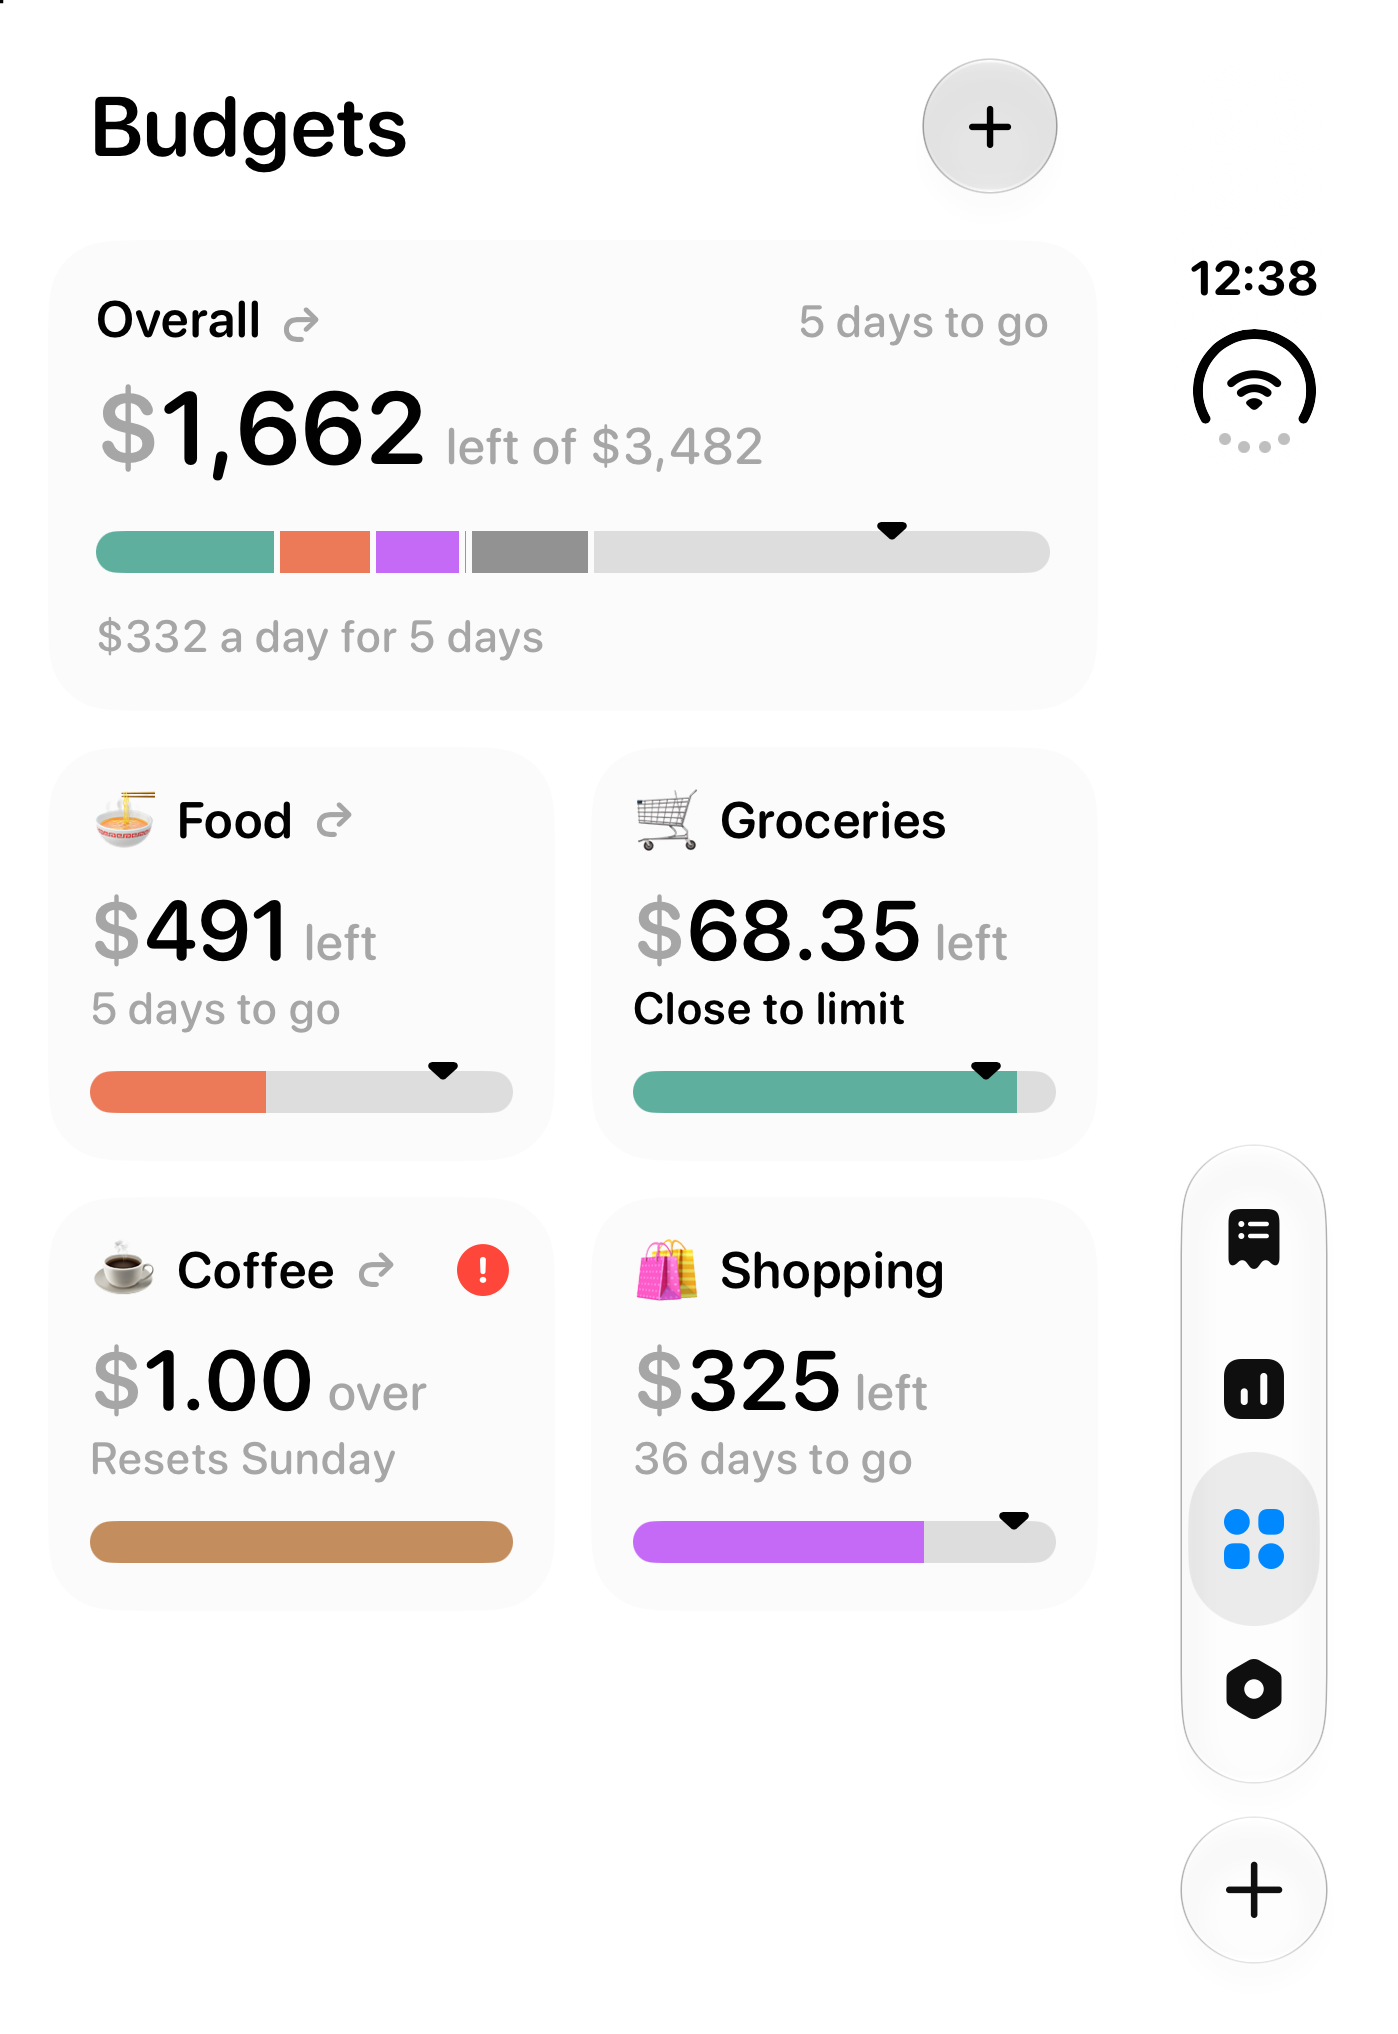 Budgets
12:38
Overall
5 days to go
$1,662 left of $3,482
$332 a day for 5 days
Food
$491 left
5 days to go
Groceries
$68.35 left
Close to limit
Coffee
$1.00 over
Resets Sunday
Shopping
$325 left
36 days to go